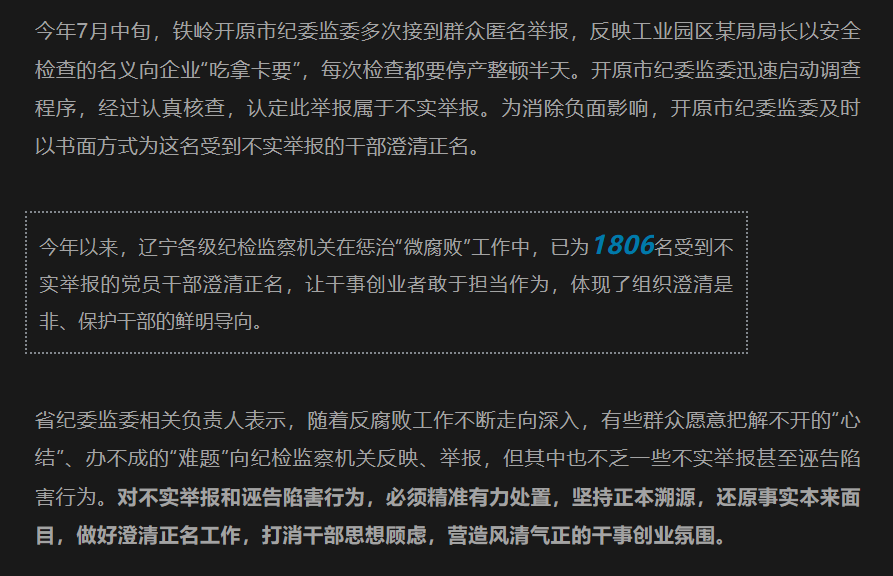 今年7月中旬，铁岭开原市纪委监委多次接到群众匿名举报，反映工业园区某局局长以安全
检查的名义向企业“吃拿卡要”，每次检查都要停产整顿半天。开原市纪委监委迅速启动调查
程序，经过认真核查，认定此举报属于不实举报。为消除负面影响，开原市纪委监委及时
以书面方式为这名受到不实举报的干部澄清正名。
今年以来，辽宁各级纪检监察机关在惩治“微腐败”工作中，已为1806名受到不
实举报的党员干部澄清正名，让干事创业者敢于担当作为，体现了组织澄清是
非、保护干部的鲜明导向。
省纪委监委相关负责人表示，随着反腐败工作不断走向深入，有些群众愿意把解不开的“心
结”、办不成的“难题”向纪检监察机关反映、举报，但其中也不乏一些不实举报甚至诬告陷
害行为。对不实举报和诬告陷害行为，必须精准有力处置，坚持正本溯源，还原事实本来面
目，做好澄清正名工作，打消干部思想顾虑，营造风清气正的干事创业氛围。